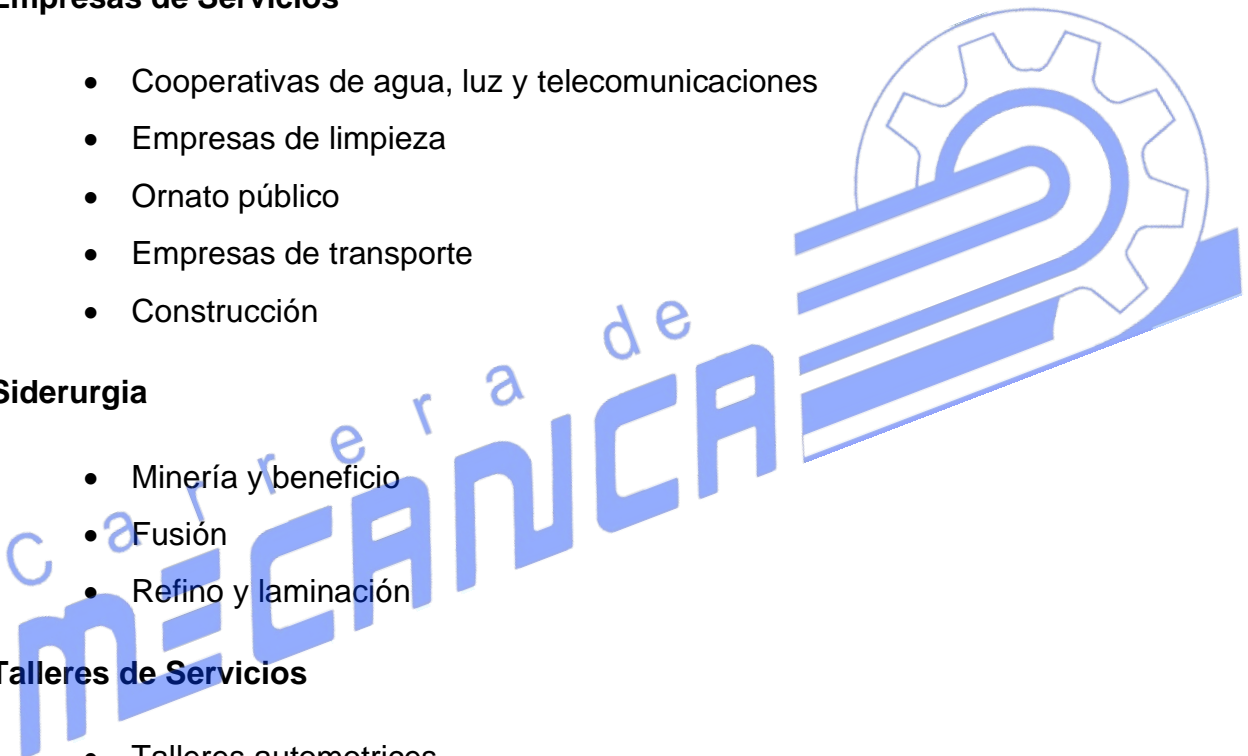 Empresas de Servicios
• Cooperativas de agua, luz y telecomunicaciones
• Empresas de limpieza
• Ornato público
• Empresas de transporte
• Construcción
Siderurgia
• Minería y beneficio
• Fusión
• Refino y laminación
Talleres de Servicios
• Talleres automotrices
Carrera de
MECANICA